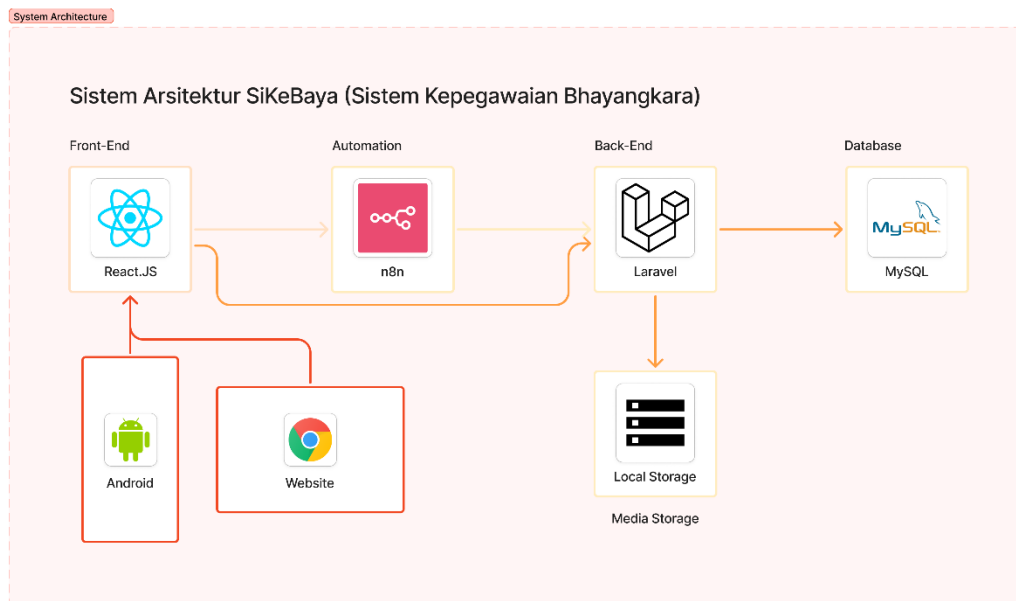 System Architecture
Sistem Arsitektur SiKeBaya (Sistem Kepegawaian Bhayangkara)
Front-End
Automation
Back-End
Database
MySQL
React.JS
n8n
Laravel
MySQL
Android
Website
Local Storage
Media Storage